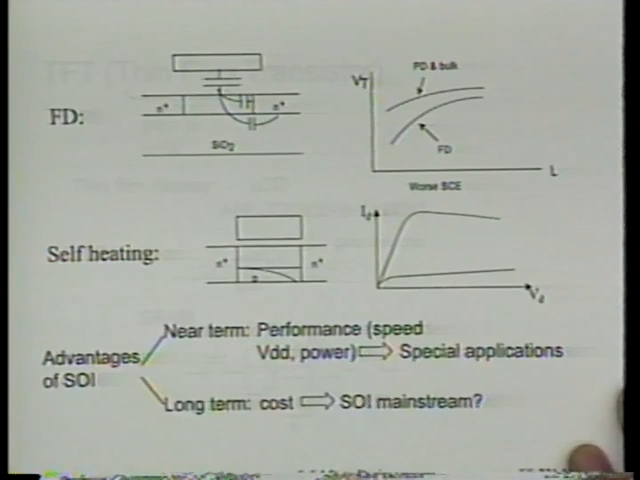 FD:
n+
n+
SiO2
VT
PD & bulk
FD
L
Worse SCE
Self heating:
n+
n+
Id
Vd
Advantages
of SOI
Near term: Performance (speed
Vdd, power) ⇒ Special applications
Long term: cost ⇒ SOI mainstream?